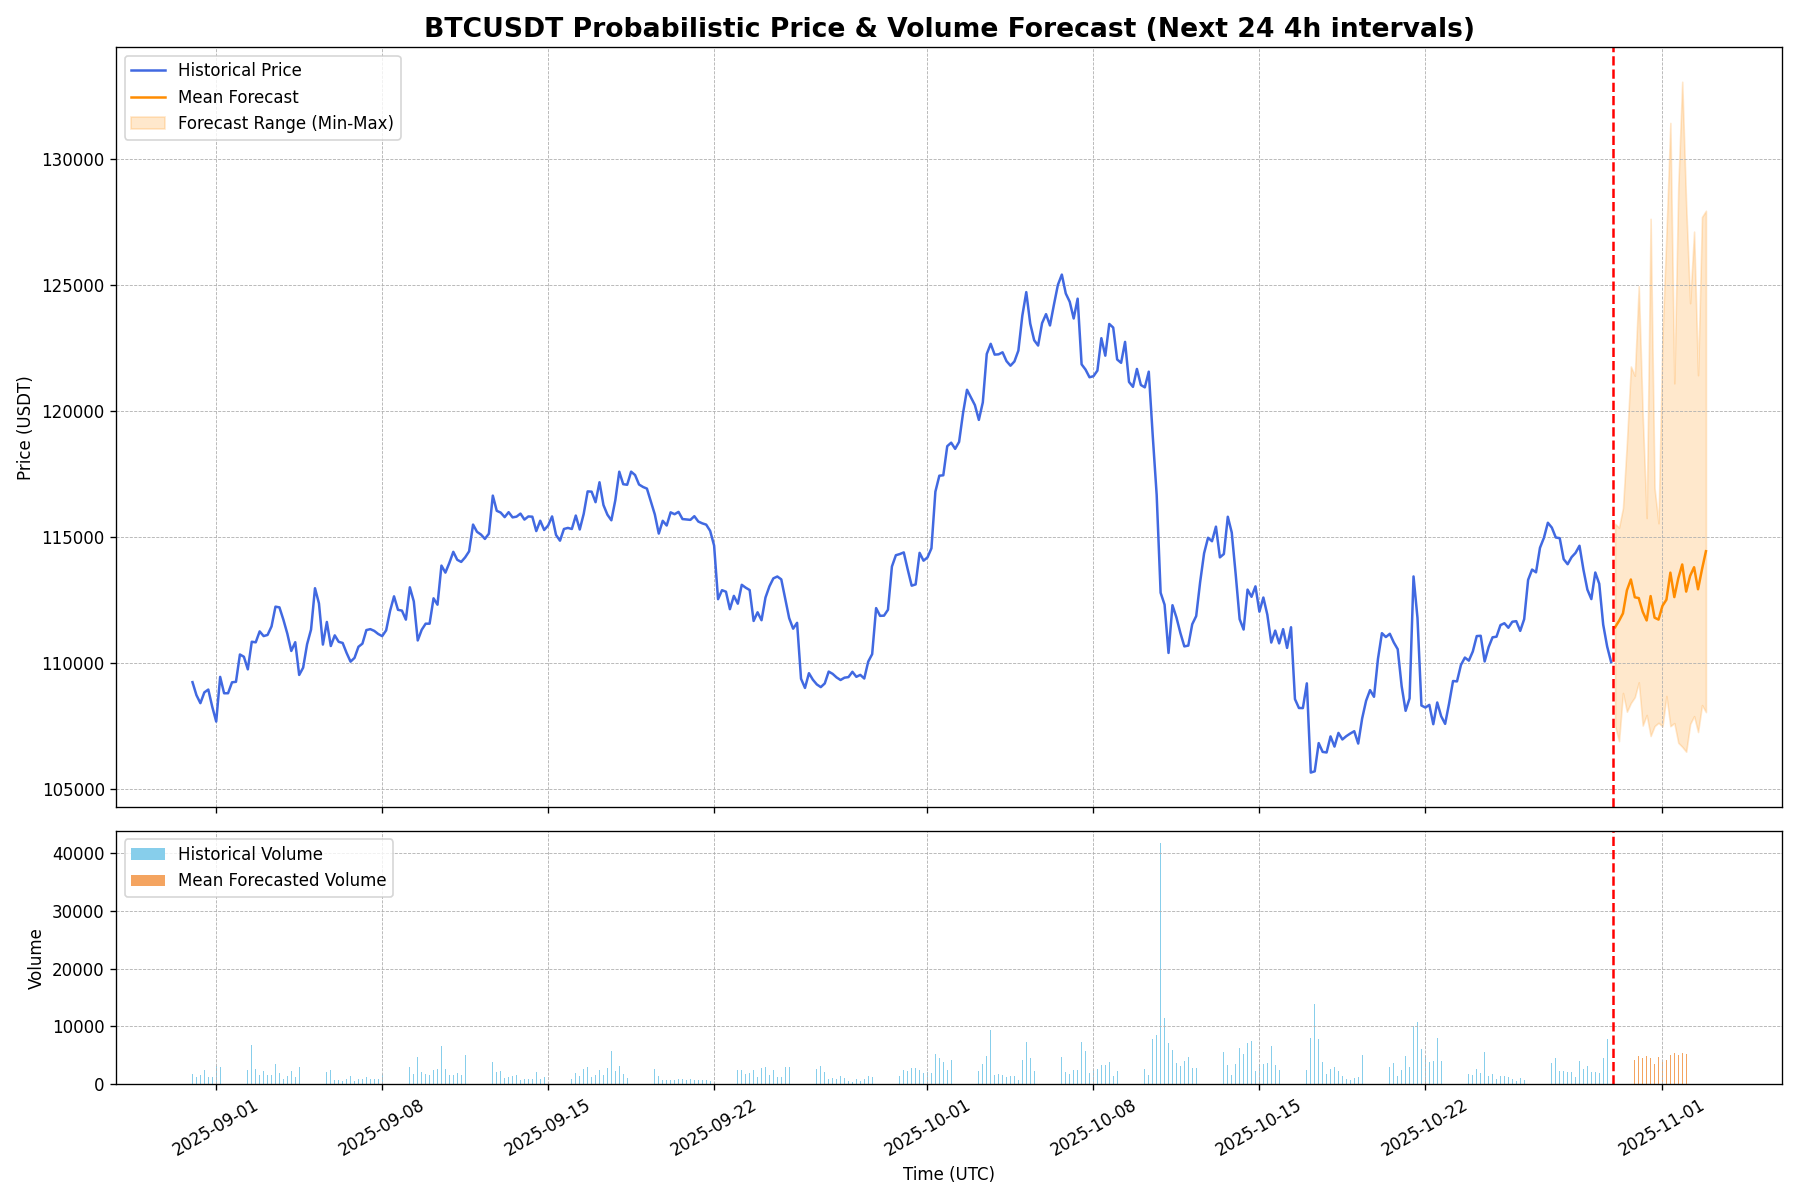 BTCUSDT Probabilistic Price & Volume Forecast (Next 24 4h intervals)
Historical Price
Mean Forecast
Forecast Range (Min-Max)
130000
125000
120000
115000
110000
105000
Price (USDT)
Historical Volume
Mean Forecasted Volume
40000
30000
20000
10000
0
Volume
2025-09-01
2025-09-08
2025-09-15
2025-09-22
2025-10-01
2025-10-08
2025-10-15
2025-10-22
2025-11-01
Time (UTC)